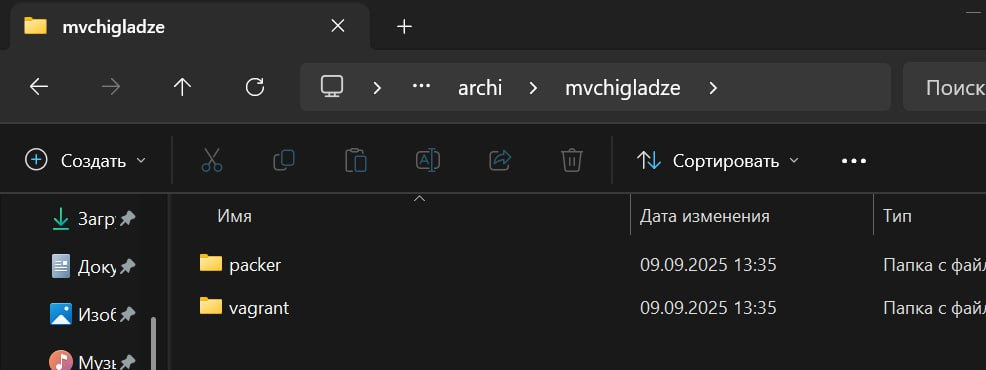 mvchigladze
archi mvchigladze Поиск
Создать Сортировать
Имя Дата изменения Тип
Загр
packer 09.09.2025 13:35 Папка с фай
Доку
vagrant 09.09.2025 13:35 Папка с фай
Изоб
Музы